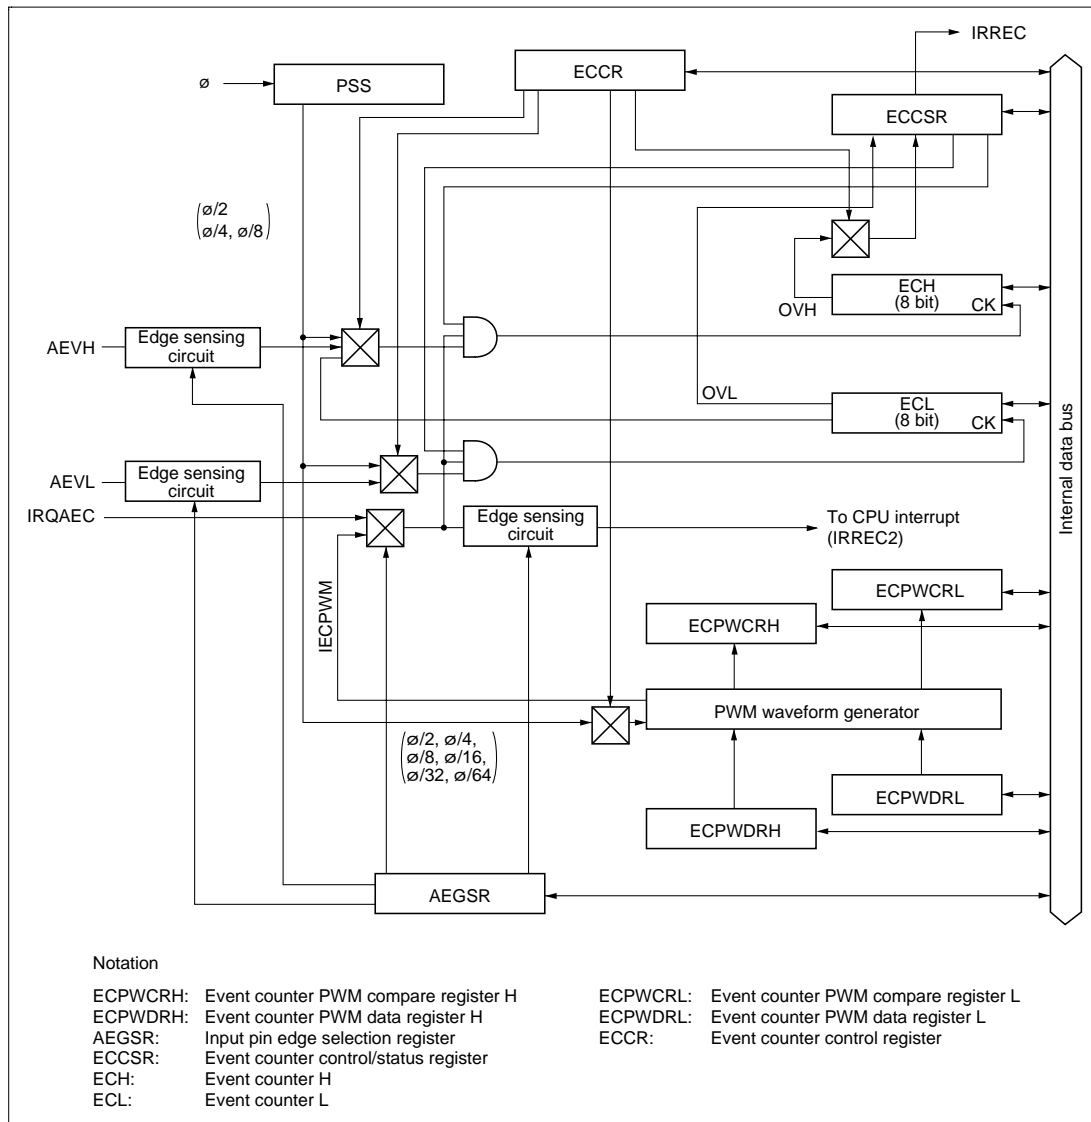 IRREC
ø
PSS
ECCR
ECCSR
ø/2
ø/4, ø/8
ECH
(8 bit)
CK
OVH
AEVH
Edge sensing
circuit
OVL
ECL
(8 bit)
CK
AEVL
Edge sensing
circuit
IRQAEC
Edge sensing
circuit
To CPU interrupt
(IRREC2)
Internal data bus
IECPWM
ECPWCRL
ECPWCRH
PWM waveform generator
ø/2, ø/4,
ø/8, ø/16,
ø/32, ø/64
ECPWDRL
ECPWDRH
AEGSR
Notation
ECPWCRH: Event counter PWM compare register H
ECPWDRH: Event counter PWM data register H
AEGSR: Input pin edge selection register
ECCSR: Event counter control/status register
ECH: Event counter H
ECL: Event counter L
ECPWCRL: Event counter PWM compare register L
ECPWDRL: Event counter PWM data register L
ECCR: Event counter control register